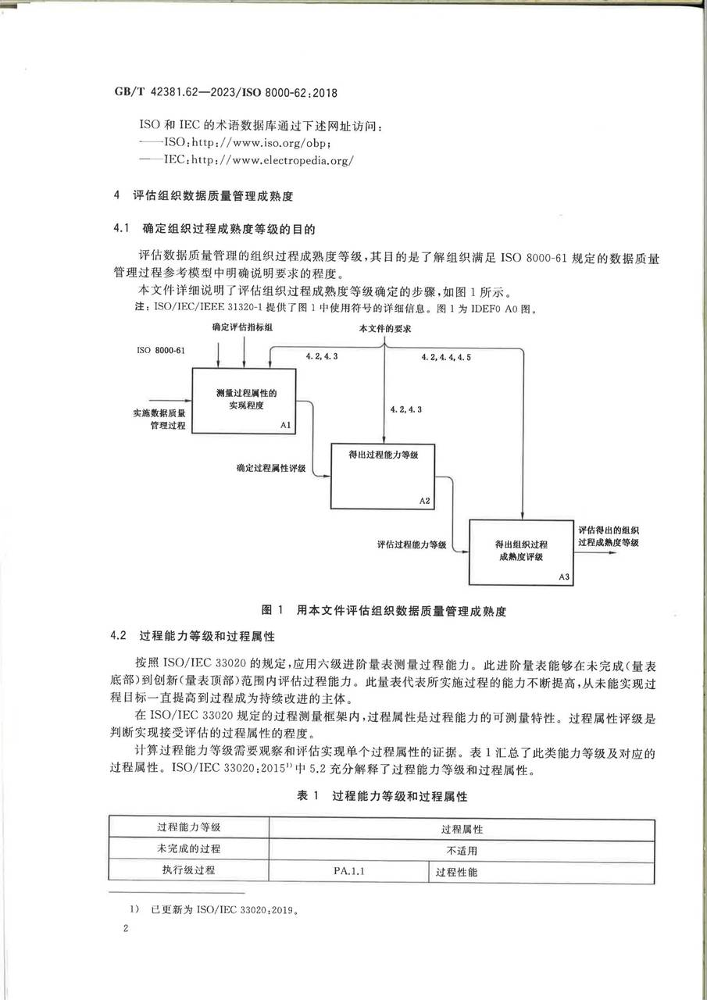 GB/T 42381.62—2023/ISO 8000-62:2018
ISO 和 IEC 的术语数据库通过下述网址访问:
——ISO:http://www.iso.org/obp;
——IEC:http://www.electropedia.org/
4 评估组织数据质量管理成熟度
4.1 确定组织过程成熟度等级的目的
评估数据质量管理的组织过程成熟度等级,其目的是了解组织满足 ISO 8000-61 规定的数据质量
管理过程参考模型中明确说明要求的程度。
本文件详细说明了评估组织过程成熟度等级确定的步骤,如图 1 所示。
注:ISO/IEC/IEEE 31320-1 提供了图 1 中使用符号的详细信息。图 1 为 IDEF0 A0 图。
确定评估指标组
本文件的要求
ISO 8000-61
4.2,4.3
4.2,4.4,4.5
测量过程属性的
实现程度
A1
实施数据质量
管理过程
4.2,4.3
确定过程属性评级
得出过程能力等级
A2
评估过程能力等级
得出组织过程
成熟度评级
A3
评估得出的组织
过程成熟度等级
图 1 用本文件评估组织数据质量管理成熟度
4.2 过程能力等级和过程属性
按照 ISO/IEC 33020 的规定,应用六级进阶量表测量过程能力。此进阶量表能够在未完成(量表
底部)到创新(量表顶部)范围内评估过程能力。此量表代表所实施过程的能力不断提高,从未能实现过
程目标一直提高到过程成为持续改进的主体。
在 ISO/IEC 33020 规定的过程测量框架内,过程属性是过程能力的可测量特性。过程属性评级是
判断实现接受评估的过程属性的程度。
计算过程能力等级需要观察和评估实现单个过程属性的证据。表 1 汇总了此类能力等级及对应的
过程属性。ISO/IEC 33020:2015¹⁾ 中 5.2 充分解释了过程能力等级和过程属性。
表 1 过程能力等级和过程属性
过程能力等级 过程属性
未完成的过程 不适用
执行级过程 PA.1.1 过程性能
1) 已更新为 ISO/IEC 33020:2019。
2